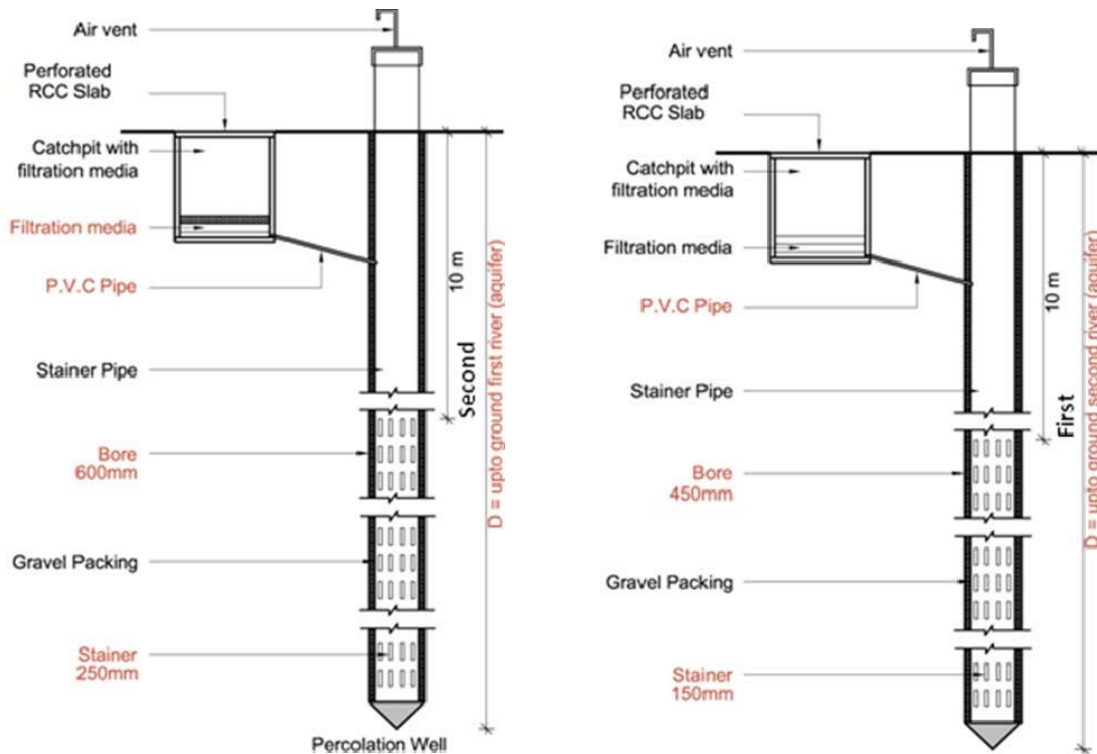 Air vent
Perforated
RCC Slab
Catchpit with
filtration media
Filtration media
P.V.C Pipe
Stainer Pipe
Bore
600mm
Gravel Packing
Stainer
250mm
10 m
Second
D = upto ground first river (aquifer)
Percolation Well
Air vent
Perforated
RCC Slab
Catchpit with
filtration media
Filtration media
P.V.C Pipe
Stainer Pipe
Bore
450mm
Gravel Packing
Stainer
150mm
10 m
First
D = upto ground second river (aquifer)